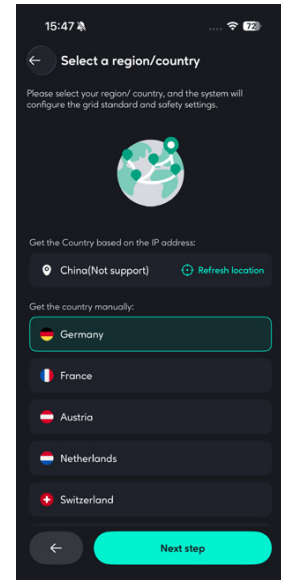 15:47
72
Select a region/country
Please select your region/ country, and the system will
configure the grid standard and safety settings.
Get the Country based on the IP address:
China(Not support) Refresh location
Get the country manually:
Germany
France
Austria
Netherlands
Switzerland
Next step